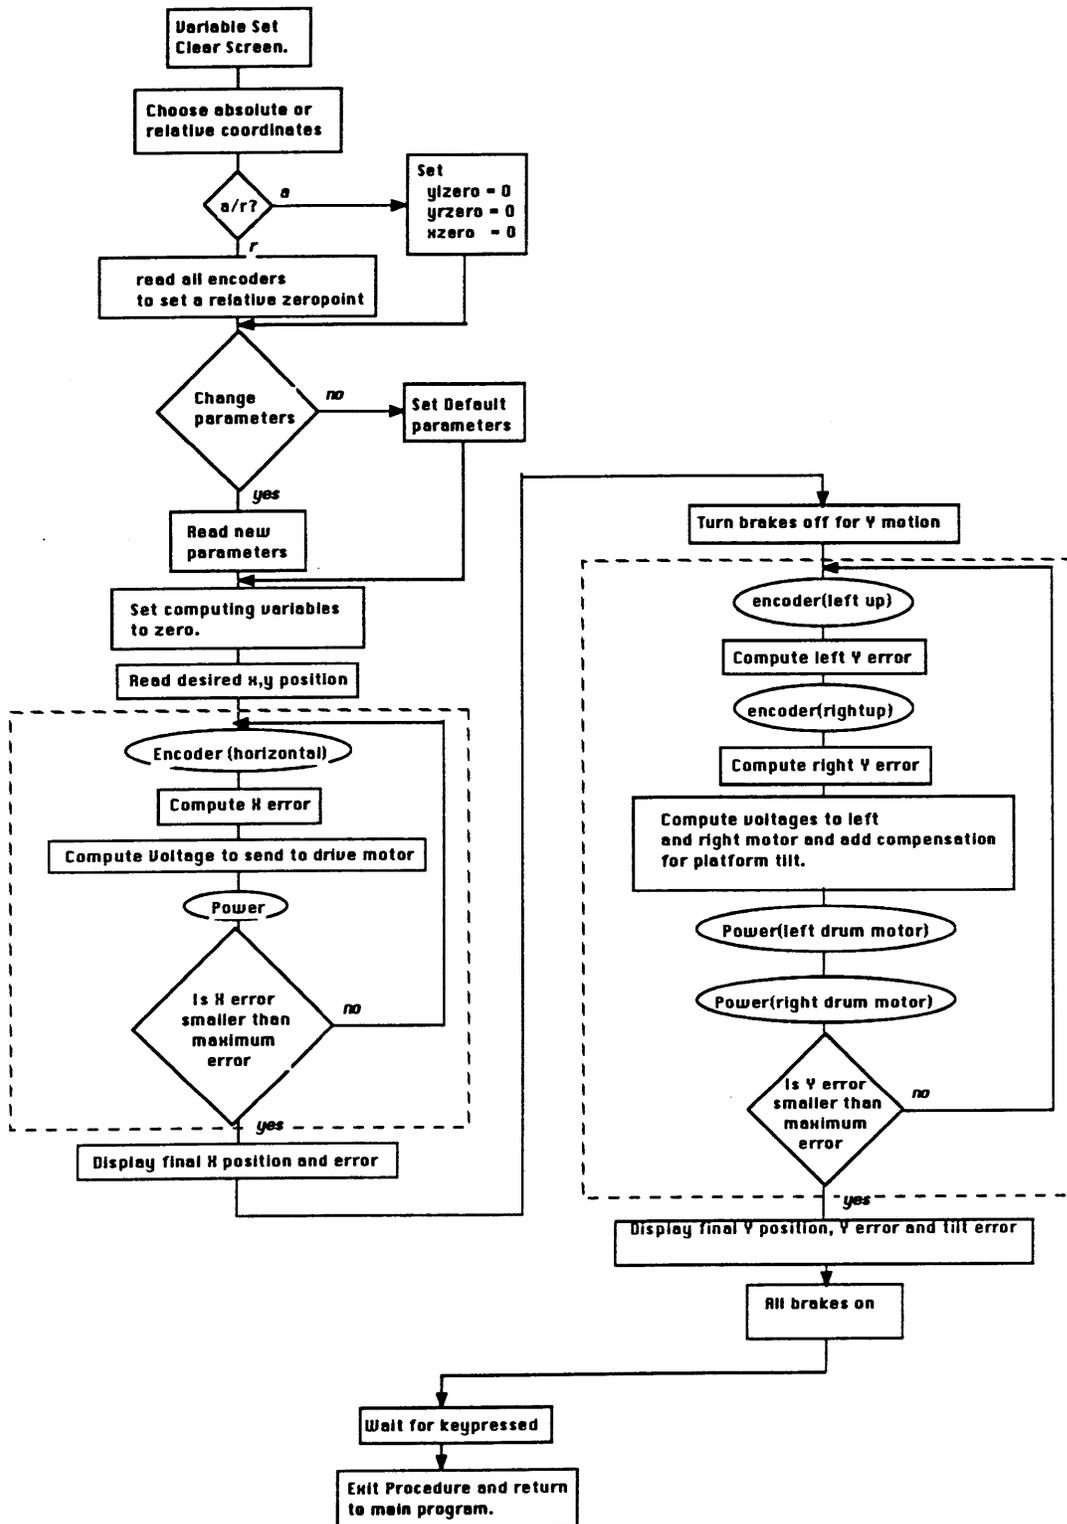 Variable Set
Clear Screen.
Choose absolute or
relative coordinates
a/r?
a
Set
ylzero = 0
yrzero = 0
xzero = 0
r
read all encoders
to set a relative zeropoint
Change
parameters
no
Set Default
parameters
yes
Read new
parameters
Set computing variables
to zero.
Read desired x,y position
Encoder (horizontal)
Compute X error
Compute Voltage to send to drive motor
Power
Is X error
smaller than
maximum
error
no
yes
Display final X position and error
Turn brakes off for Y motion
encoder(left up)
Compute left Y error
encoder(rightup)
Compute right Y error
Compute voltages to left
and right motor and add compensation
for platform tilt.
Power(left drum motor)
Power(right drum motor)
Is Y error
smaller than
maximum
error
no
yes
Display final Y position, Y error and tilt error
All brakes on
Wait for keypressed
Exit Procedure and return
to main program.